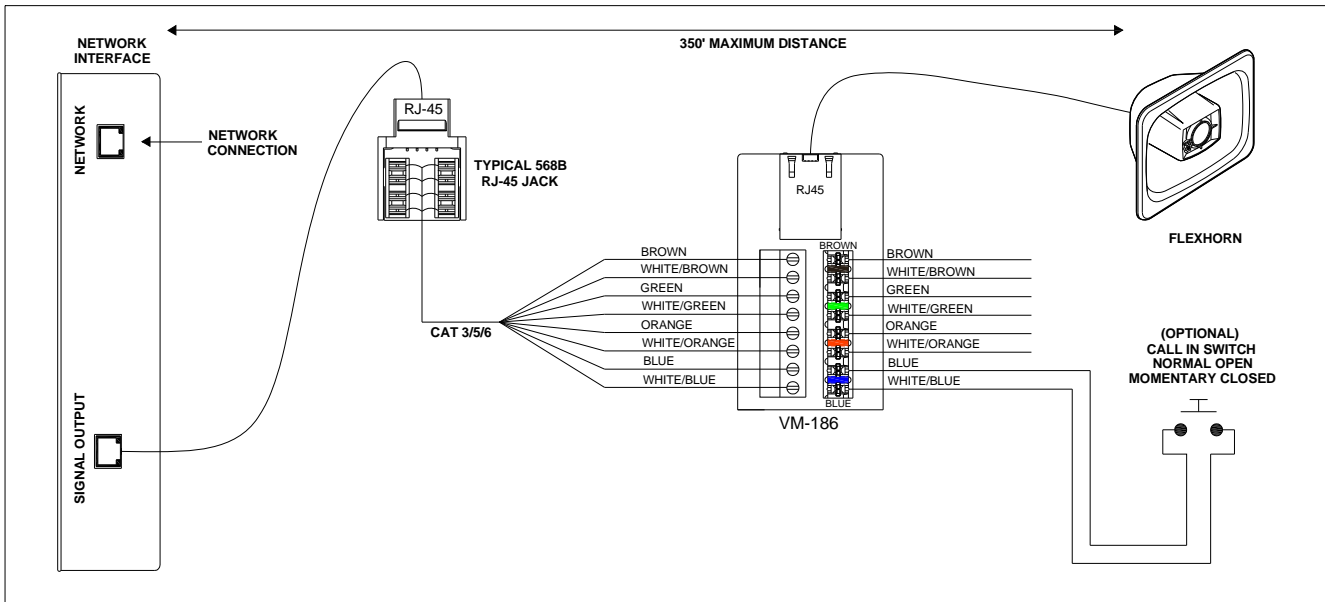 NETWORK
INTERFACE
350' MAXIMUM DISTANCE
NETWORK
NETWORK
CONNECTION
RJ-45
TYPICAL 568B
RJ-45 JACK
RJ45
FLEXHORN
BROWN
WHITE/BROWN
GREEN
WHITE/GREEN
ORANGE
WHITE/ORANGE
BLUE
WHITE/BLUE
CAT 3/5/6
BROWN
BLUE
BROWN
WHITE/BROWN
GREEN
WHITE/GREEN
ORANGE
WHITE/ORANGE
BLUE
WHITE/BLUE
VM-186
(OPTIONAL)
CALL IN SWITCH
NORMAL OPEN
MOMENTARY CLOSED
SIGNAL OUTPUT